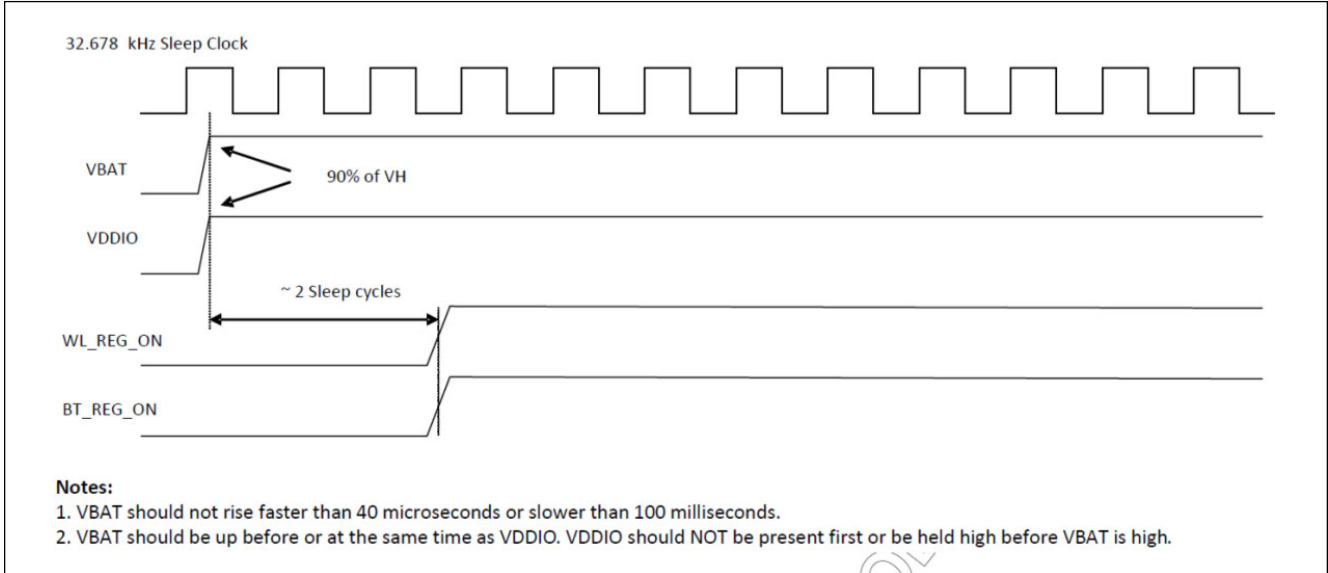 32.678 kHz Sleep Clock
VBAT
90% of VH
VDDIO
~ 2 Sleep cycles
WL_REG_ON
BT_REG_ON
Notes:
1. VBAT should not rise faster than 40 microseconds or slower than 100 milliseconds.
2. VBAT should be up before or at the same time as VDDIO. VDDIO should NOT be present first or be held high before VBAT is high.